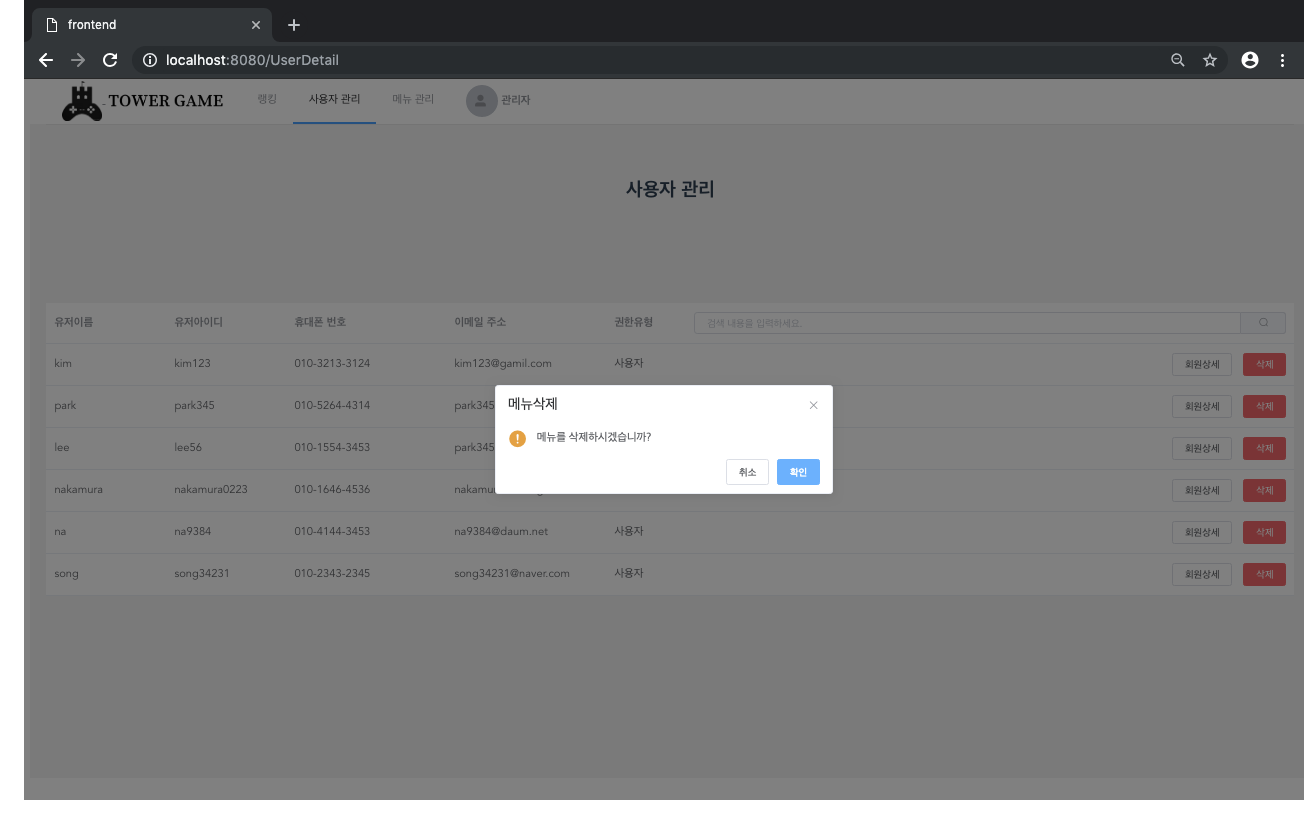 frontend
localhost:8080/UserDetail
TOWER GAME 랭킹 사용자 관리 메뉴 관리 관리자
사용자 관리
유저이름 유저아이디 휴대폰 번호 이메일 주소 권한유형 검색 내용을 입력하세요.
kim kim123 010-3213-3124 kim123@gamil.com 사용자 회원상세 삭제
park park345 010-5264-4314 park345 회원상세 삭제
lee lee56 010-1554-3453 park345 회원상세 삭제
nakamura nakamura0223 010-1646-4536 회원상세 삭제
na na9384 010-4144-3453 na9384@daum.net 사용자 회원상세 삭제
song song34231 010-2343-2345 song34231@naver.com 사용자 회원상세 삭제
메뉴삭제
메뉴를 삭제하시겠습니까?
취소 확인